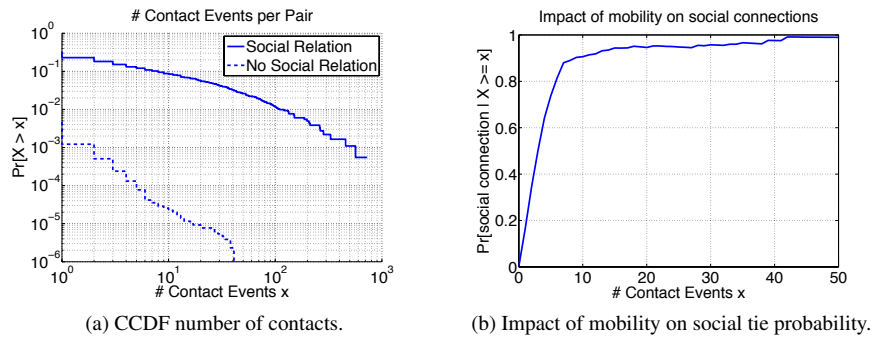 # Contact Events per Pair
10^0
10^-1
10^-2
10^-3
10^-4
10^-5
10^-6
Pr[X > x]
Social Relation
No Social Relation
10^0 10^1 10^2 10^3
# Contact Events x
(a) CCDF number of contacts.
Impact of mobility on social connections
1
0.8
0.6
0.4
0.2
0
Pr[social connection | X >= x]
0 10 20 30 40 50
# Contact Events x
(b) Impact of mobility on social tie probability.